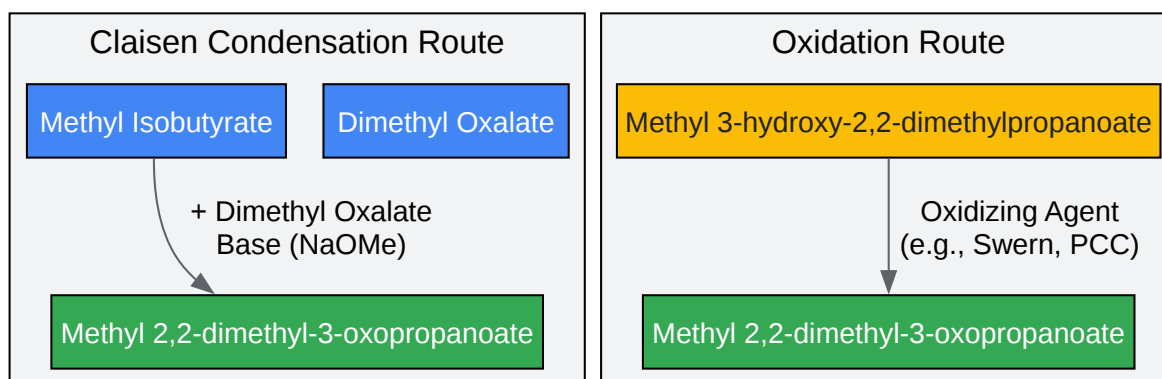 Claisen Condensation Route
Methyl Isobutyrate
Dimethyl Oxalate
+ Dimethyl Oxalate
Base (NaOMe)
Methyl 2,2-dimethyl-3-oxopropanoate
Oxidation Route
Methyl 3-hydroxy-2,2-dimethylpropanoate
Oxidizing Agent
(e.g., Swern, PCC)
Methyl 2,2-dimethyl-3-oxopropanoate